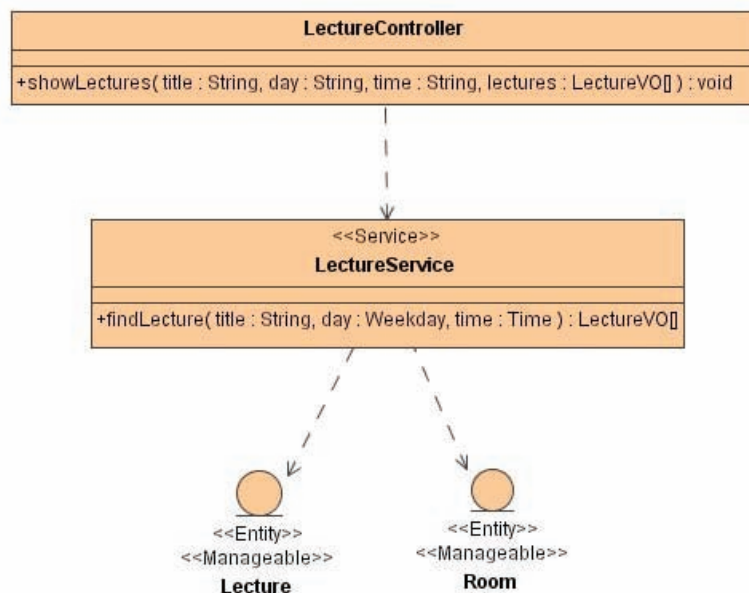 LectureController
+showLectures( title : String, day : String, time : String, lectures : LectureVO[] ) : void
<<Service>>
LectureService
+findLecture( title : String, day : Weekday, time : Time ) : LectureVO[]
<<Entity>>
<<Manageable>>
Lecture
<<Entity>>
<<Manageable>>
Room